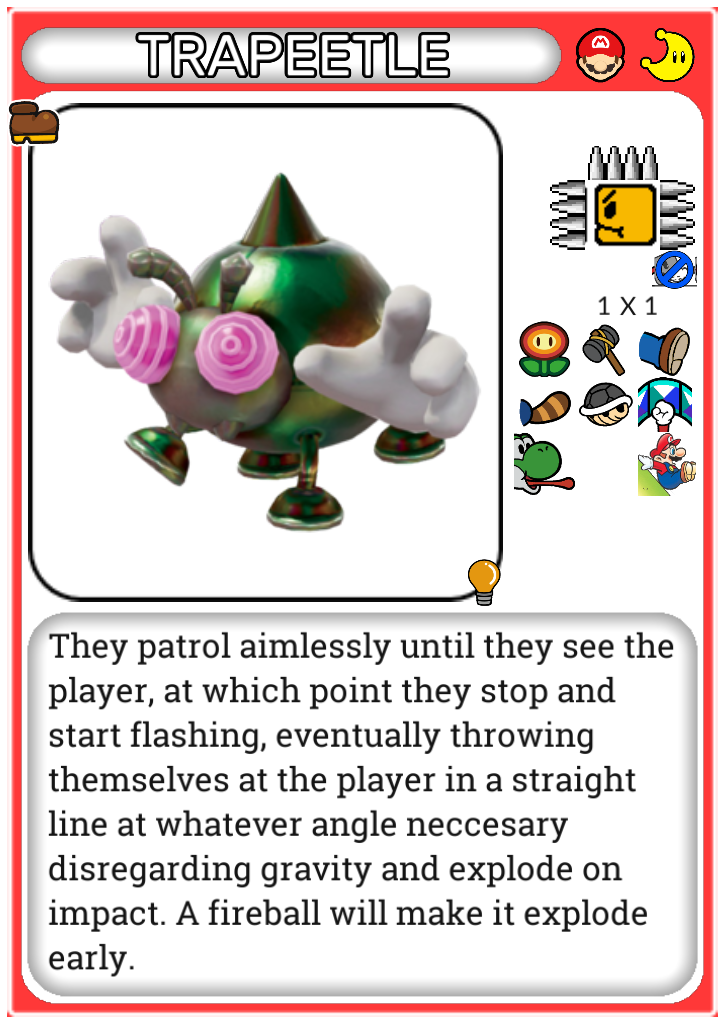 TRAPEETLE
M
1 X 1
They patrol aimlessly until they see the
player, at which point they stop and
start flashing, eventually throwing
themselves at the player in a straight
line at whatever angle neccesary
disregarding gravity and explode on
impact. A fireball will make it explode
early.